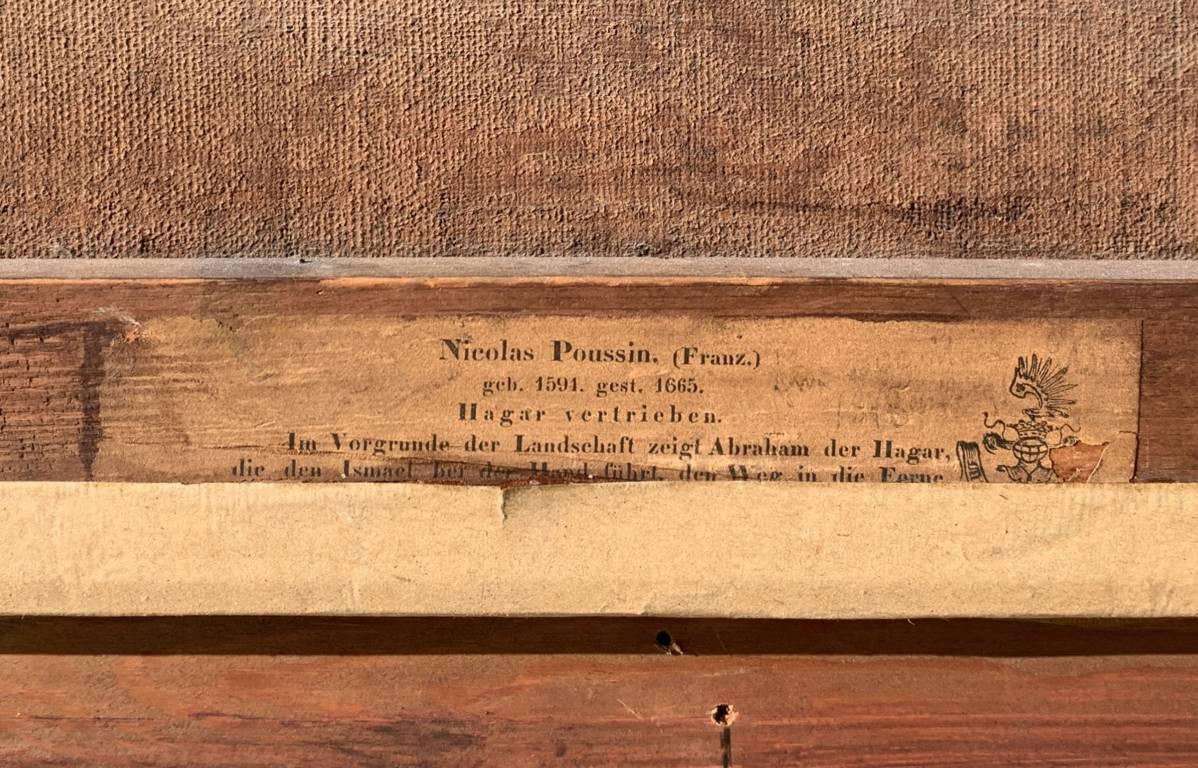 Nicolas Poussin. (Franz.)
geb. 1591. gest. 1665.
Hagar vertrieben.
Im Vorgrunde der Landschaft zeigt Abraham der Hagar,
die den Ismael bei der Hand führt, den Weg in die Ferne